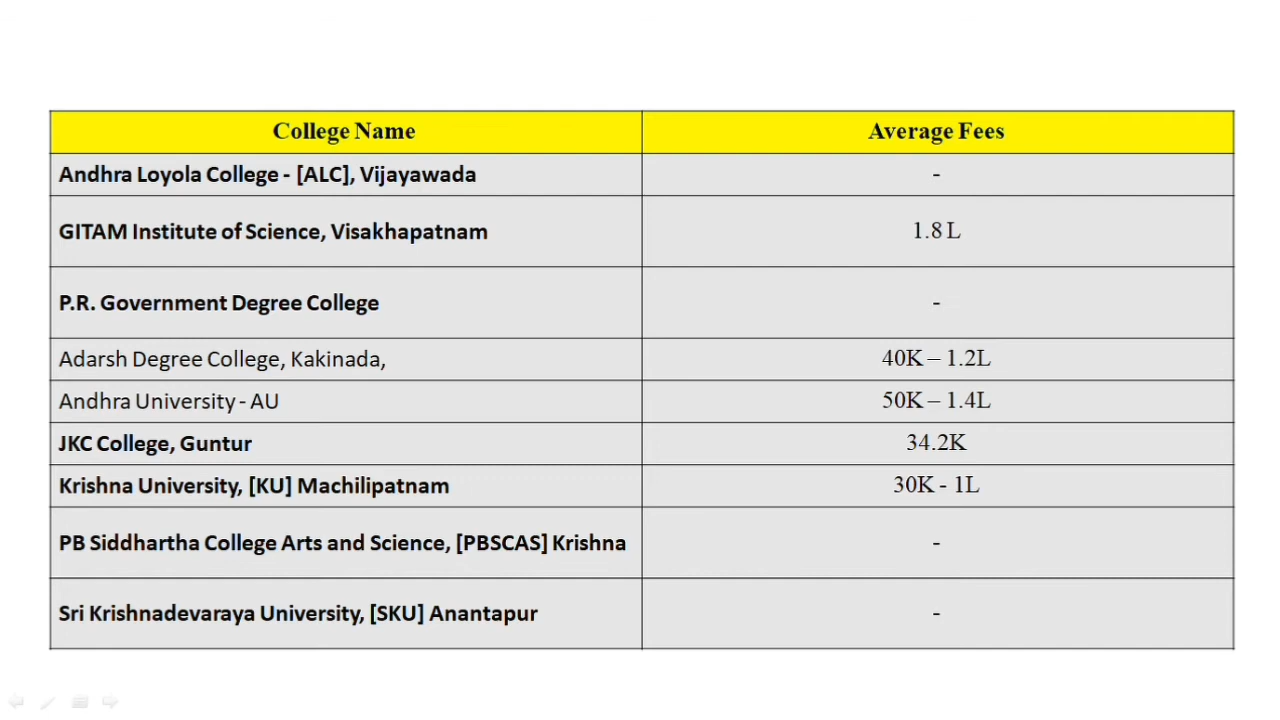 College Name Average Fees
Andhra Loyola College - [ALC], Vijayawada -
GITAM Institute of Science, Visakhapatnam 1.8 L
P.R. Government Degree College -
Adarsh Degree College, Kakinada, 40K – 1.2L
Andhra University - AU 50K – 1.4L
JKC College, Guntur 34.2K
Krishna University, [KU] Machilipatnam 30K - 1L
PB Siddhartha College Arts and Science, [PBSCAS] Krishna -
Sri Krishnadevaraya University, [SKU] Anantapur -